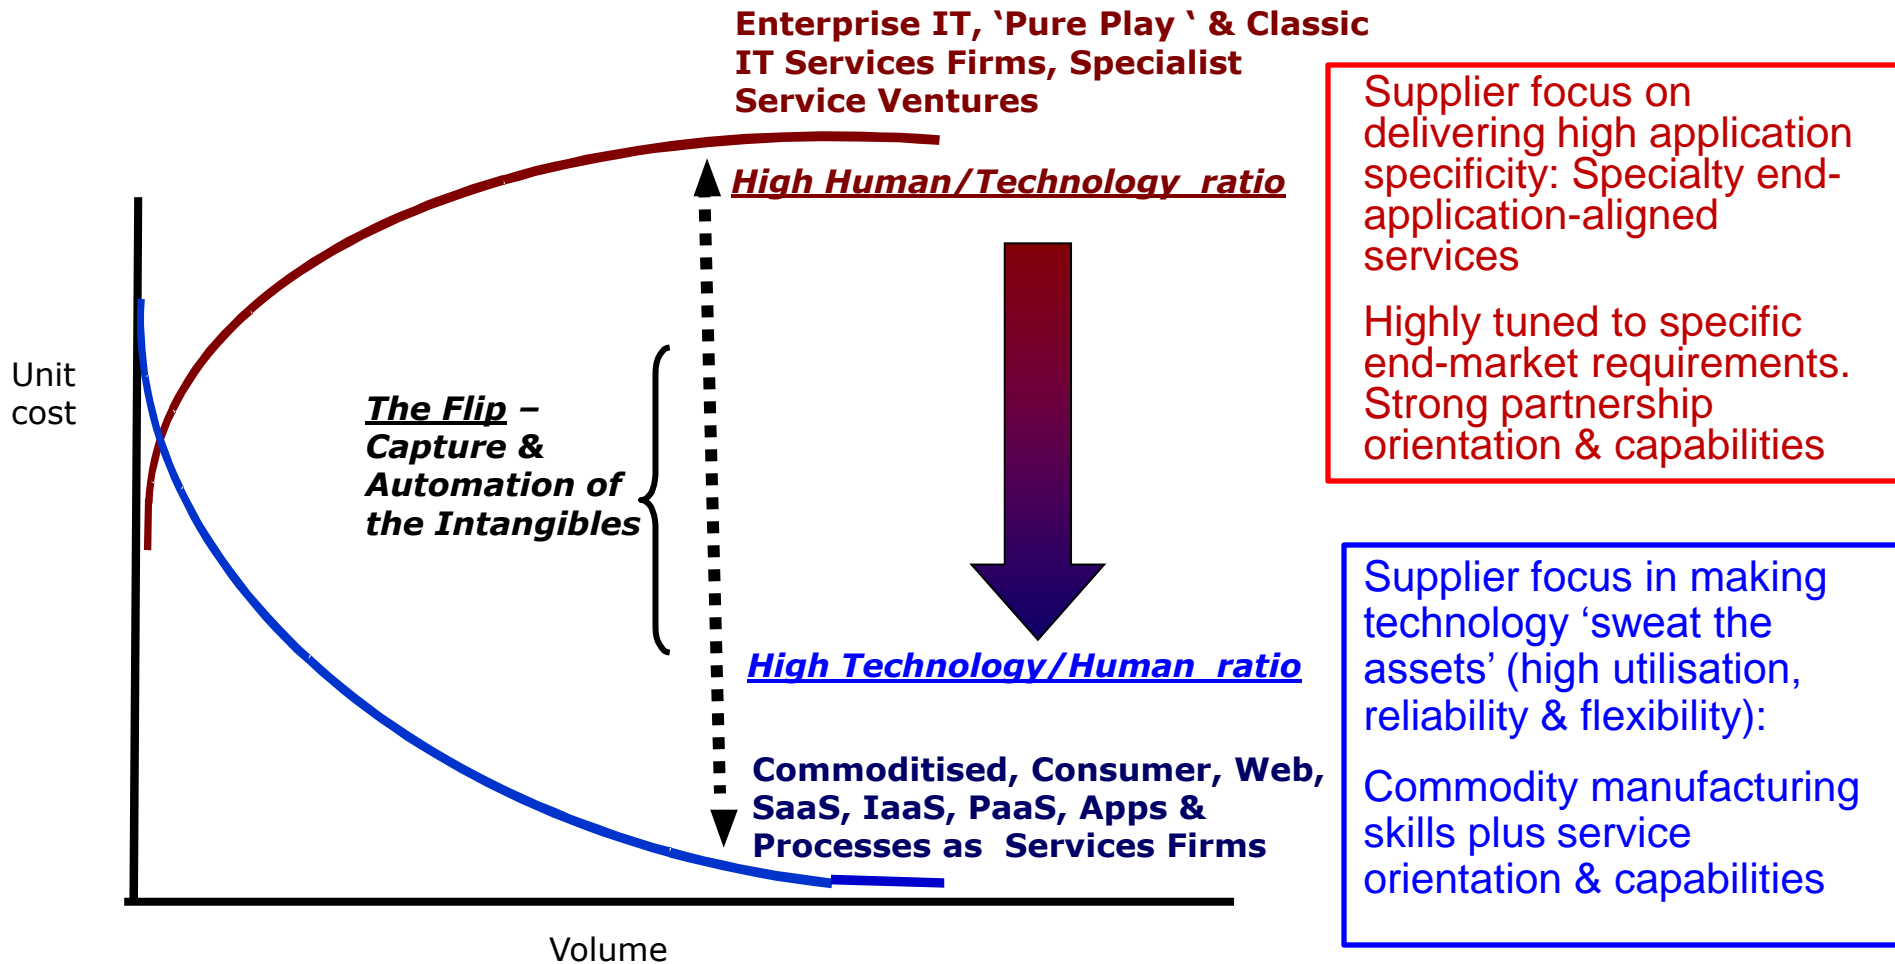 Enterprise IT, ‘Pure Play ‘ & Classic
IT Services Firms, Specialist
Service Ventures
High Human/Technology ratio
Supplier focus on
delivering high application
specificity: Specialty end-
application-aligned
services
Highly tuned to specific
end-market requirements.
Strong partnership
orientation & capabilities
Unit
cost
The Flip –
Capture &
Automation of
the Intangibles
High Technology/Human ratio
Commoditised, Consumer, Web,
SaaS, IaaS, PaaS, Apps &
Processes as Services Firms
Supplier focus in making
technology ‘sweat the
assets’ (high utilisation,
reliability & flexibility):
Commodity manufacturing
skills plus service
orientation & capabilities
Volume